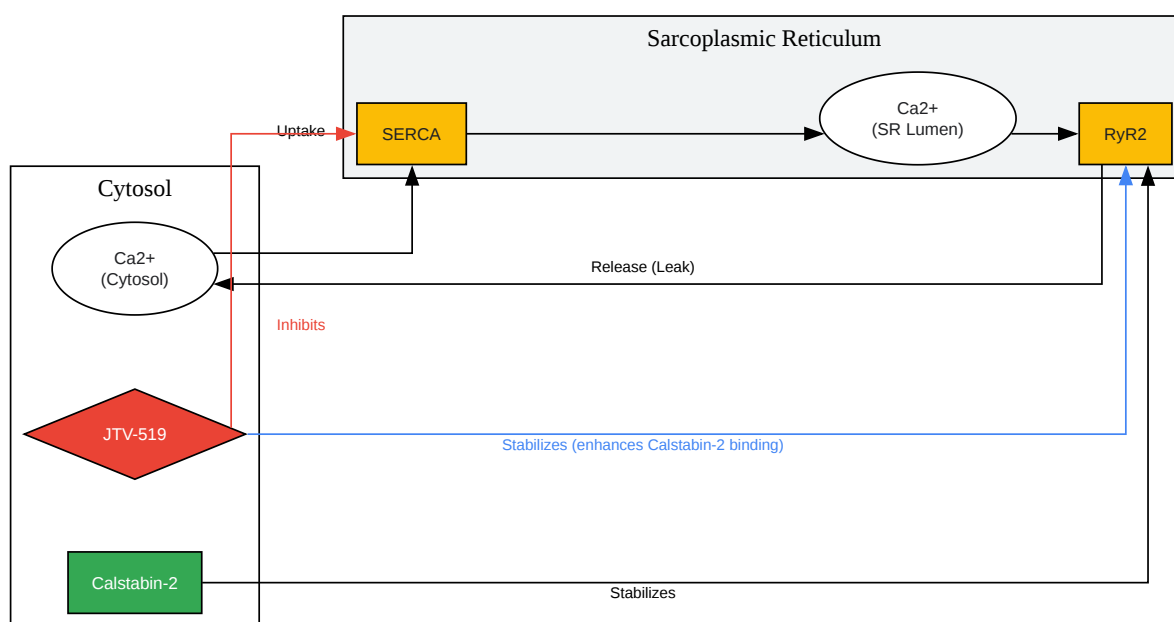 Sarcoplasmic Reticulum
Ca2+
(SR Lumen)
Uptake
SERCA
RyR2
Cytosol
Ca2+
(Cytosol)
Release (Leak)
Inhibits
JTV-519
Stabilizes (enhances Calstabin-2 binding)
Calstabin-2
Stabilizes